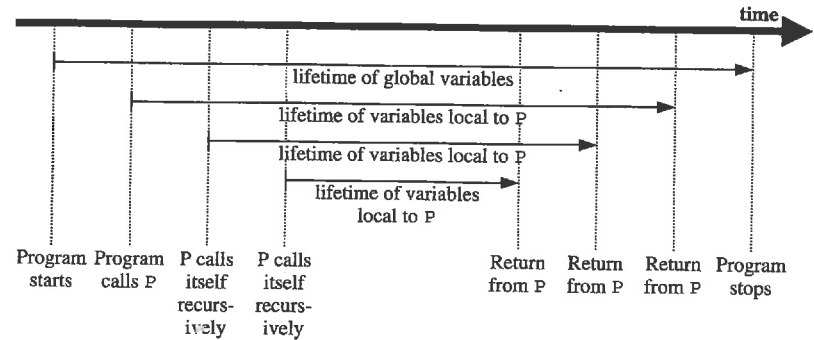 time
lifetime of global variables
lifetime of variables local to P
lifetime of variables local to P
lifetime of variables
local to P
Program
starts
Program
calls P
P calls
itself
recurs-
ively
P calls
itself
recurs-
ively
Return
from P
Return
from P
Return
from P
Program
stops